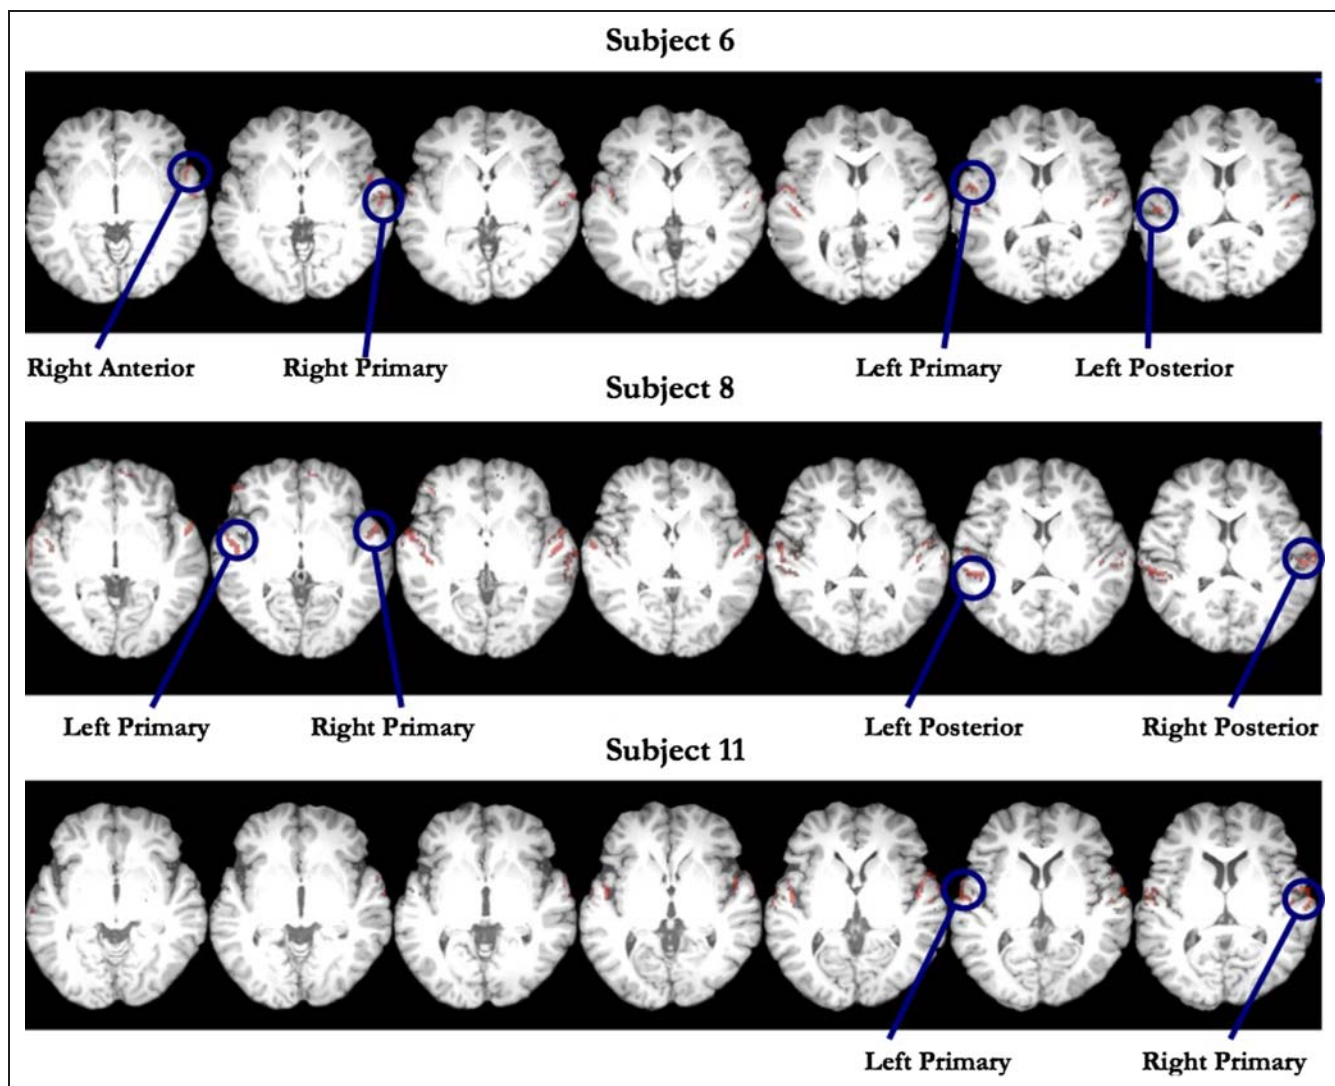 Subject 6
Right Anterior
Right Primary
Left Primary
Left Posterior
Subject 8
Left Primary
Right Primary
Left Posterior
Right Posterior
Subject 11
Left Primary
Right Primary